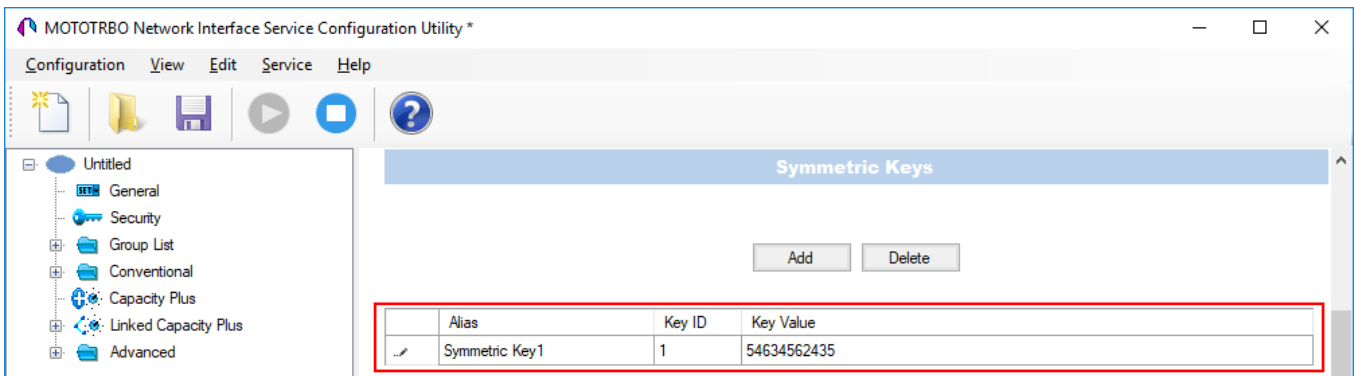 MOTOTRBO Network Interface Service Configuration Utility *
Configuration View Edit Service Help
Untitled
SET
General
Security
Group List
Conventional
Capacity Plus
Linked Capacity Plus
Advanced
Symmetric Keys
Add Delete
Alias Key ID Key Value
Symmetric Key1 1 54634562435